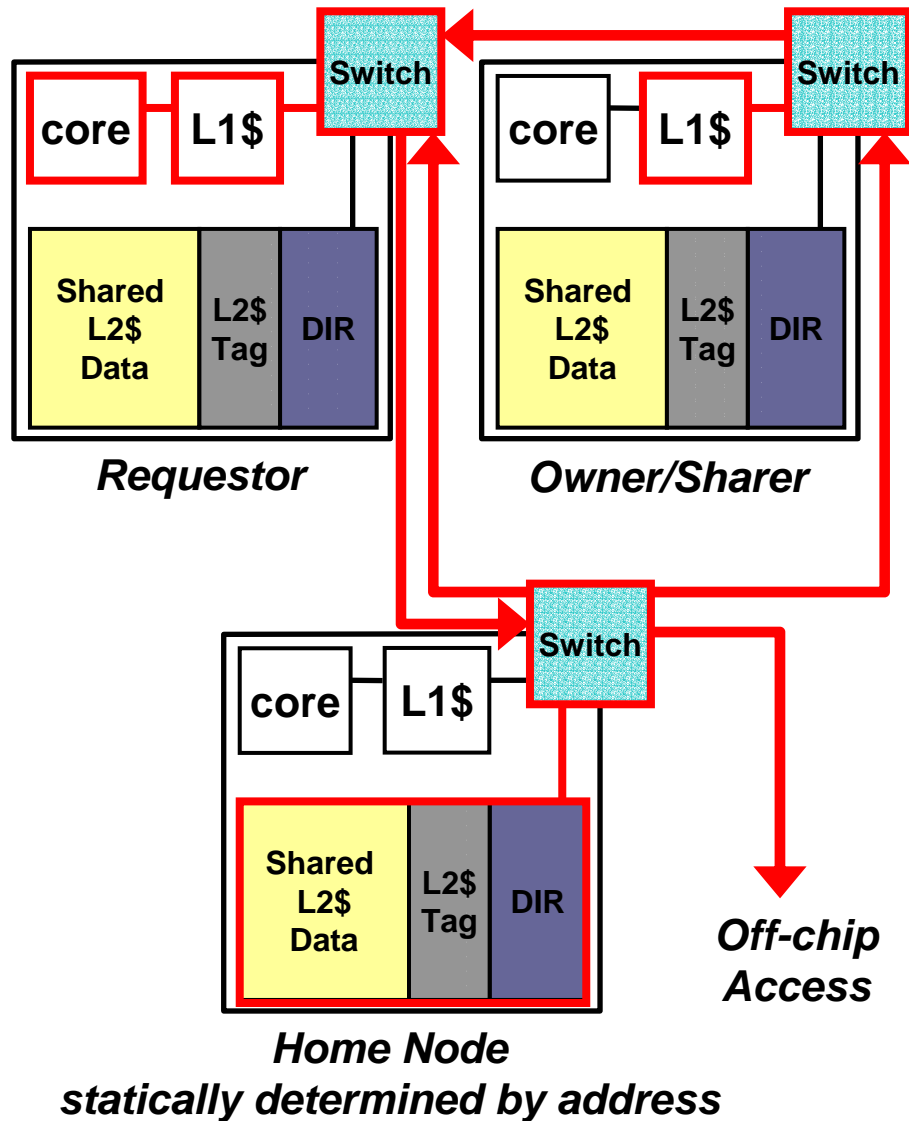 Switch
core
L1$
Shared
L2$
Data
L2$
Tag
DIR
Requestor
Switch
core
L1$
Shared
L2$
Data
L2$
Tag
DIR
Owner/Sharer
Switch
core
L1$
Shared
L2$
Data
L2$
Tag
DIR
Off-chip
Access
Home Node
statically determined by address